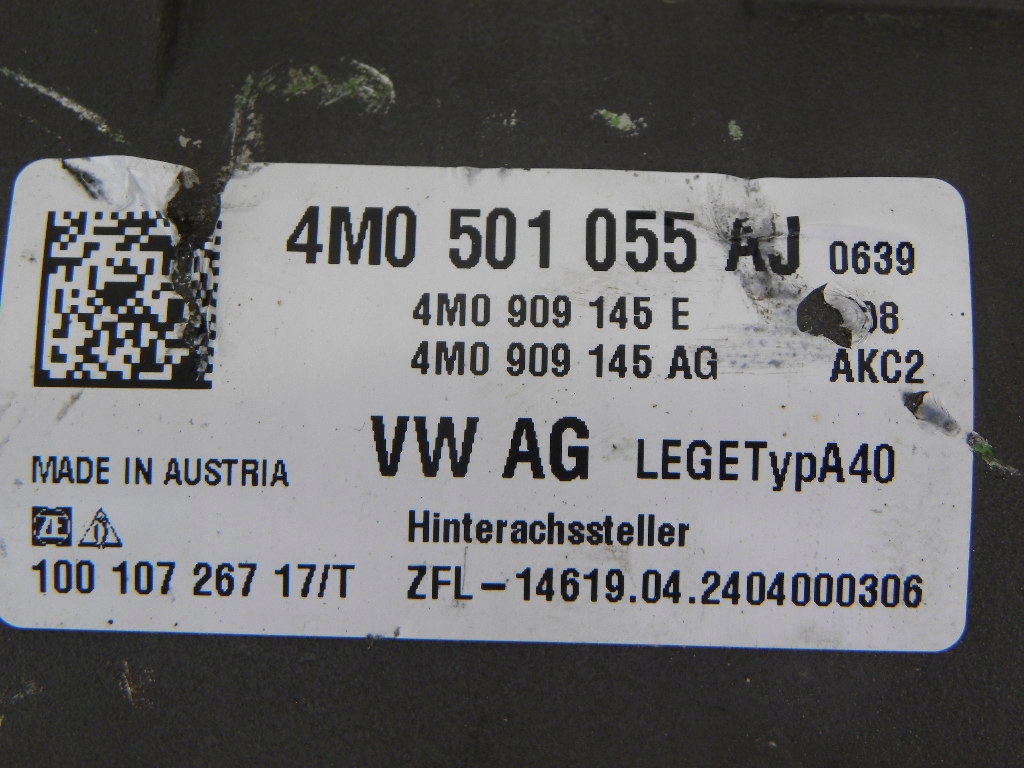 4M0 501 055 AJ 0639
4M0 909 145 E
4M0 909 145 AG AKC2
VW AG LEGETypA40
MADE IN AUSTRIA
ZF
Hinterachssteller
100 107 267 17/T ZFL-14619.04.2404000306